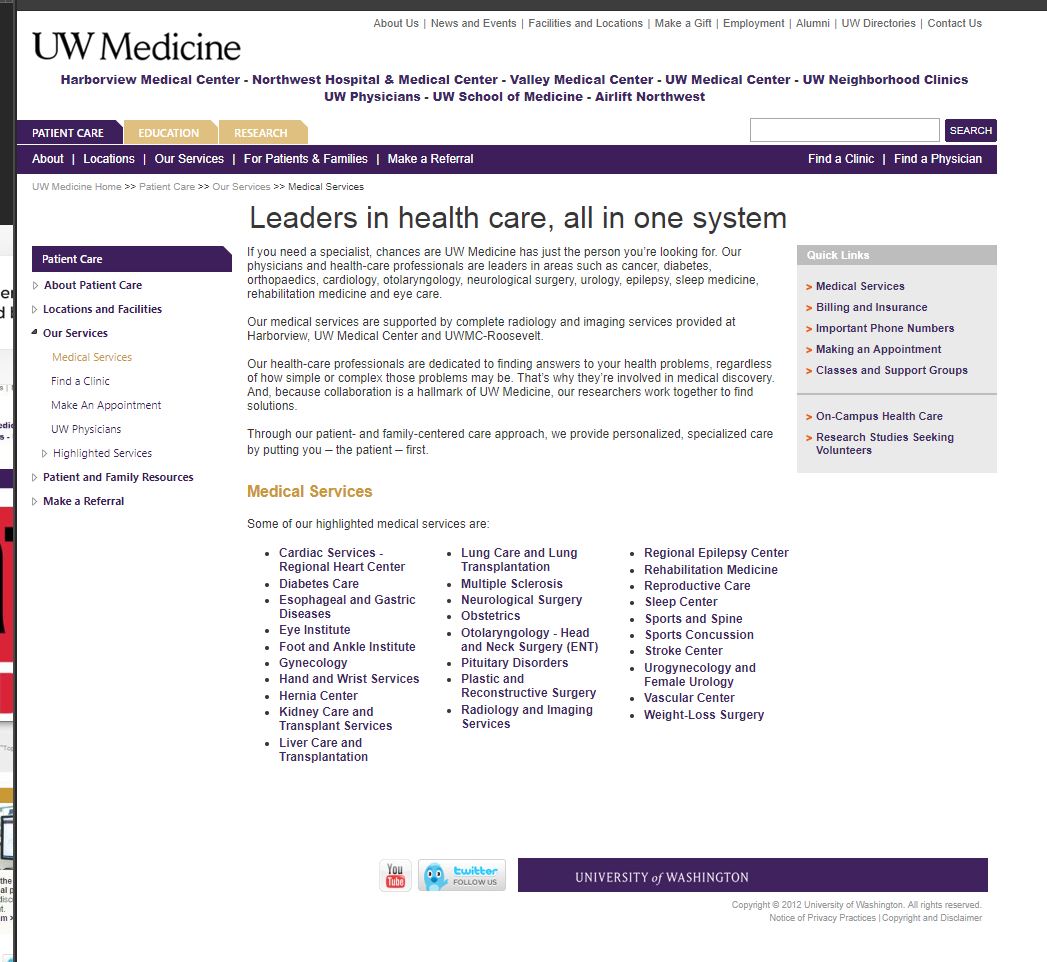 About Us | News and Events | Facilities and Locations | Make a Gift | Employment | Alumni | UW Directories | Contact Us
UW Medicine
Harborview Medical Center - Northwest Hospital & Medical Center - Valley Medical Center - UW Medical Center - UW Neighborhood Clinics
UW Physicians - UW School of Medicine - Airlift Northwest
PATIENT CARE EDUCATION RESEARCH
SEARCH
About | Locations | Our Services | For Patients & Families | Make a Referral
Find a Clinic | Find a Physician
UW Medicine Home >> Patient Care >> Our Services >> Medical Services
Leaders in health care, all in one system
Patient Care
About Patient Care
Locations and Facilities
Our Services
Medical Services
Find a Clinic
Make An Appointment
UW Physicians
Highlighted Services
Patient and Family Resources
Make a Referral
If you need a specialist, chances are UW Medicine has just the person you're looking for. Our
physicians and health-care professionals are leaders in areas such as cancer, diabetes,
orthopaedics, cardiology, otolaryngology, neurological surgery, urology, epilepsy, sleep medicine,
rehabilitation medicine and eye care.
Our medical services are supported by complete radiology and imaging services provided at
Harborview, UW Medical Center and UWMC-Roosevelt.
Our health-care professionals are dedicated to finding answers to your health problems, regardless
of how simple or complex those problems may be. That's why they're involved in medical discovery.
And, because collaboration is a hallmark of UW Medicine, our researchers work together to find
solutions.
Through our patient- and family-centered care approach, we provide personalized, specialized care
by putting you – the patient – first.
Quick Links
> Medical Services
> Billing and Insurance
> Important Phone Numbers
> Making an Appointment
> Classes and Support Groups
> On-Campus Health Care
> Research Studies Seeking
Volunteers
Medical Services
Some of our highlighted medical services are:
• Cardiac Services -
Regional Heart Center
• Diabetes Care
• Esophageal and Gastric
Diseases
• Eye Institute
• Foot and Ankle Institute
• Gynecology
• Hand and Wrist Services
• Hernia Center
• Kidney Care and
Transplant Services
• Liver Care and
Transplantation
• Lung Care and Lung
Transplantation
• Multiple Sclerosis
• Neurological Surgery
• Obstetrics
• Otolaryngology - Head
and Neck Surgery (ENT)
• Pituitary Disorders
• Plastic and
Reconstructive Surgery
• Radiology and Imaging
Services
• Regional Epilepsy Center
• Rehabilitation Medicine
• Reproductive Care
• Sleep Center
• Sports and Spine
• Sports Concussion
• Stroke Center
• Urogynecology and
Female Urology
• Vascular Center
• Weight-Loss Surgery
You
Tube
twitter
FOLLOW US
UNIVERSITY of WASHINGTON
Copyright © 2012 University of Washington. All rights reserved.
Notice of Privacy Practices | Copyright and Disclaimer